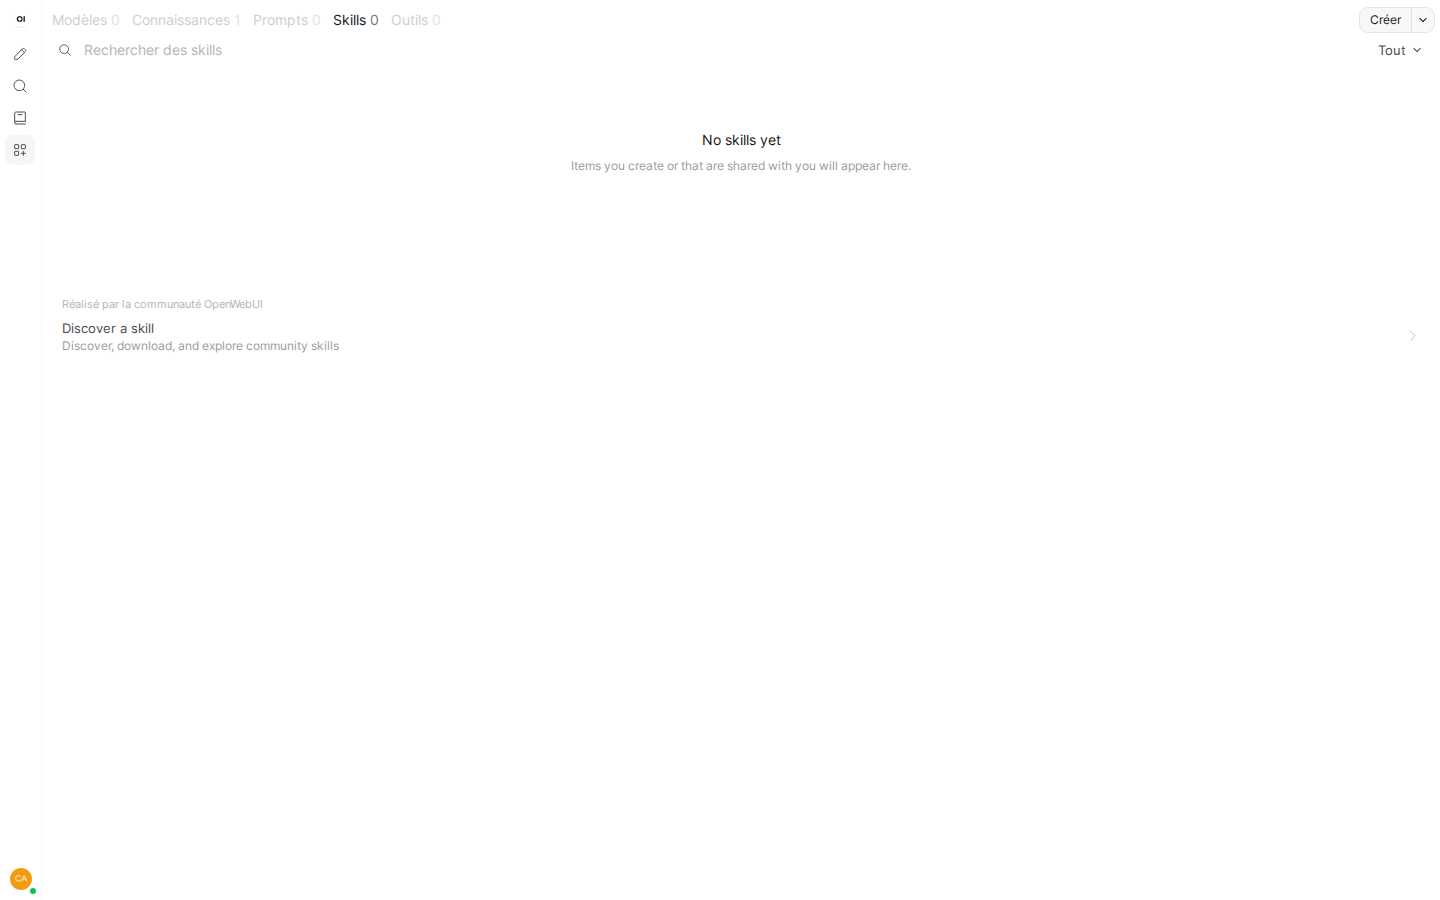 OI
Modèles 0 Connaissances 1 Prompts 0 Skills 0 Outils 0
Créer
Rechercher des skills
Tout
No skills yet
Items you create or that are shared with you will appear here.
Réalisé par la communauté OpenWebUI
Discover a skill
Discover, download, and explore community skills
CA